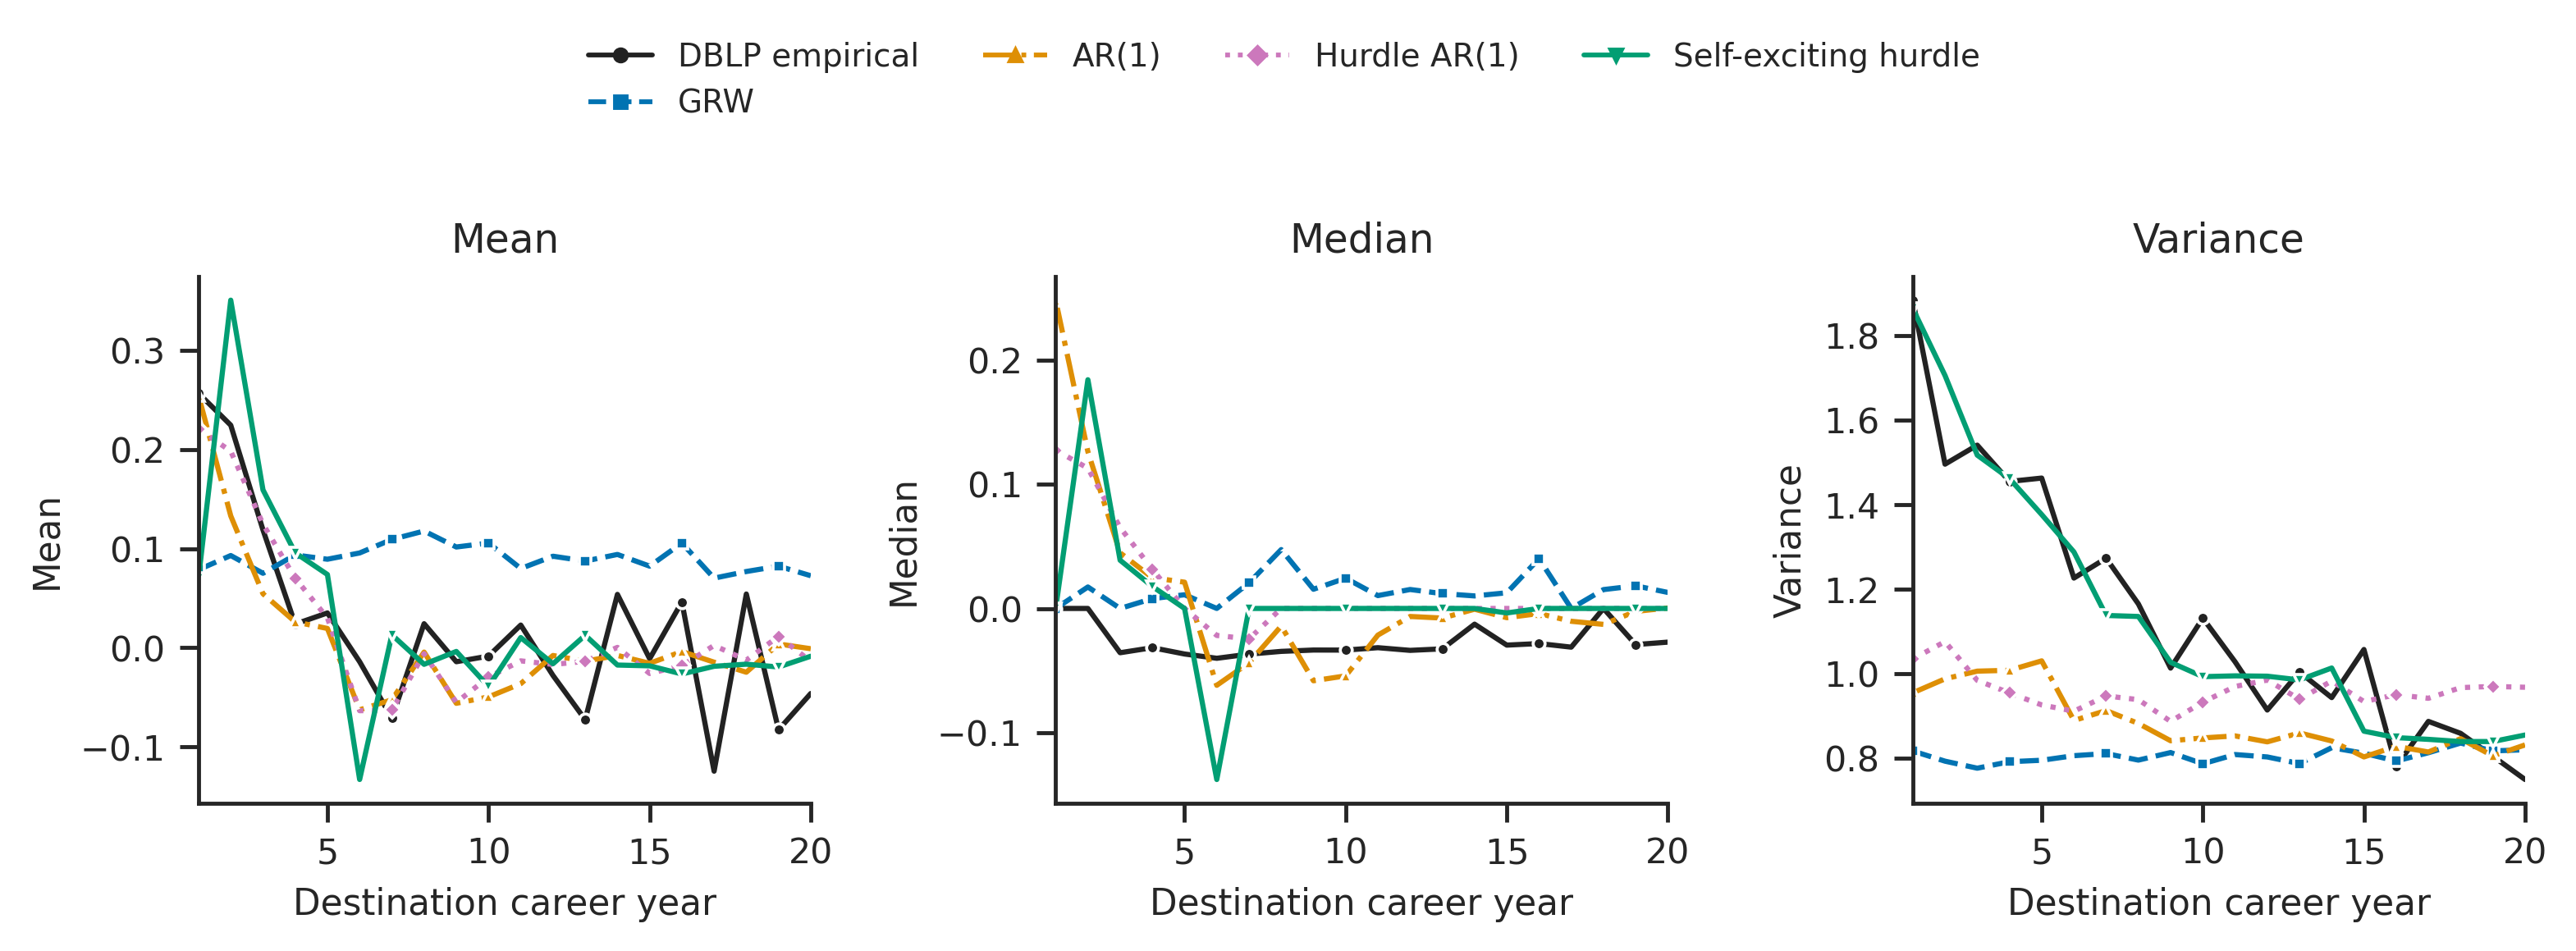 DBLP empirical AR(1) Hurdle AR(1) Self-exciting hurdle
GRW
Mean Median Variance
Mean
0.3
0.2
0.1
0.0
−0.1
5 10 15 20
Destination career year
Median
0.2
0.1
0.0
−0.1
5 10 15 20
Destination career year
Variance
1.8
1.6
1.4
1.2
1.0
0.8
5 10 15 20
Destination career year